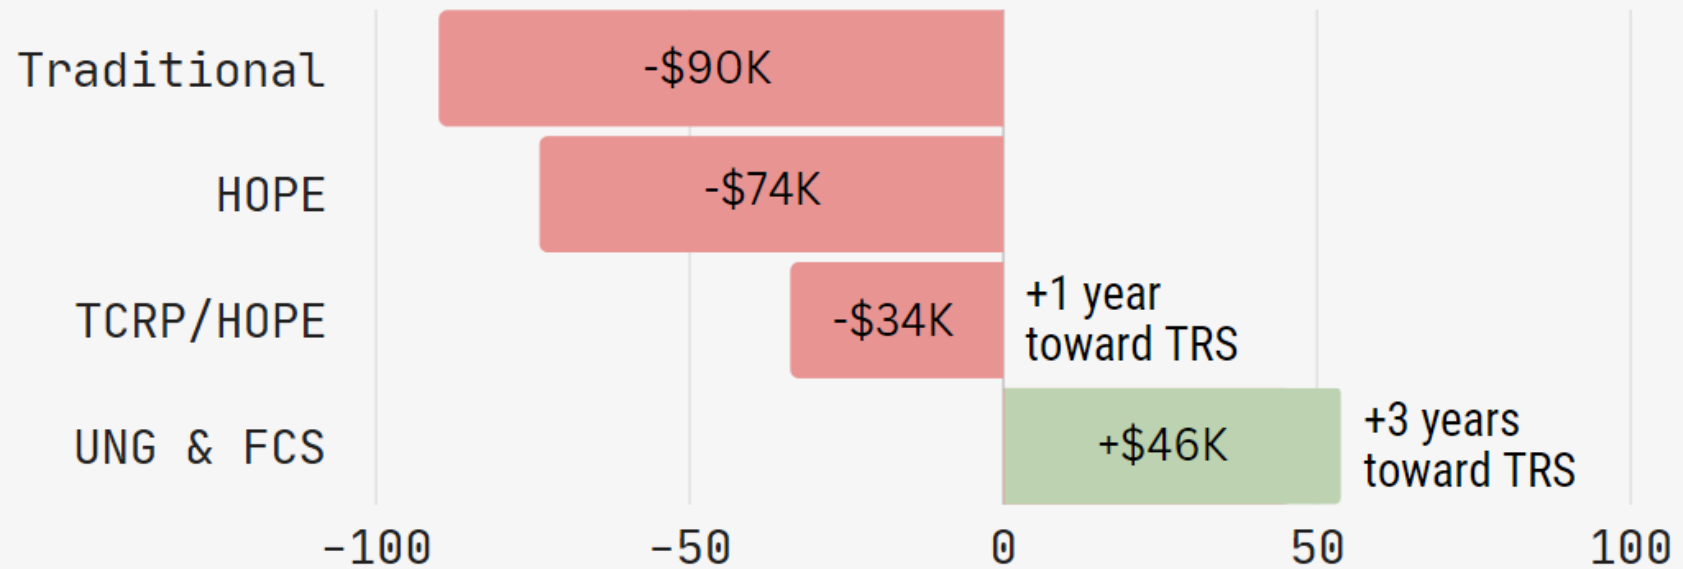 Traditional
-$90K
HOPE
-$74K
TCRP/HOPE
-$34K
+1 year
toward TRS
UNG & FCS
+$46K
+3 years
toward TRS
-100
-50
0
50
100